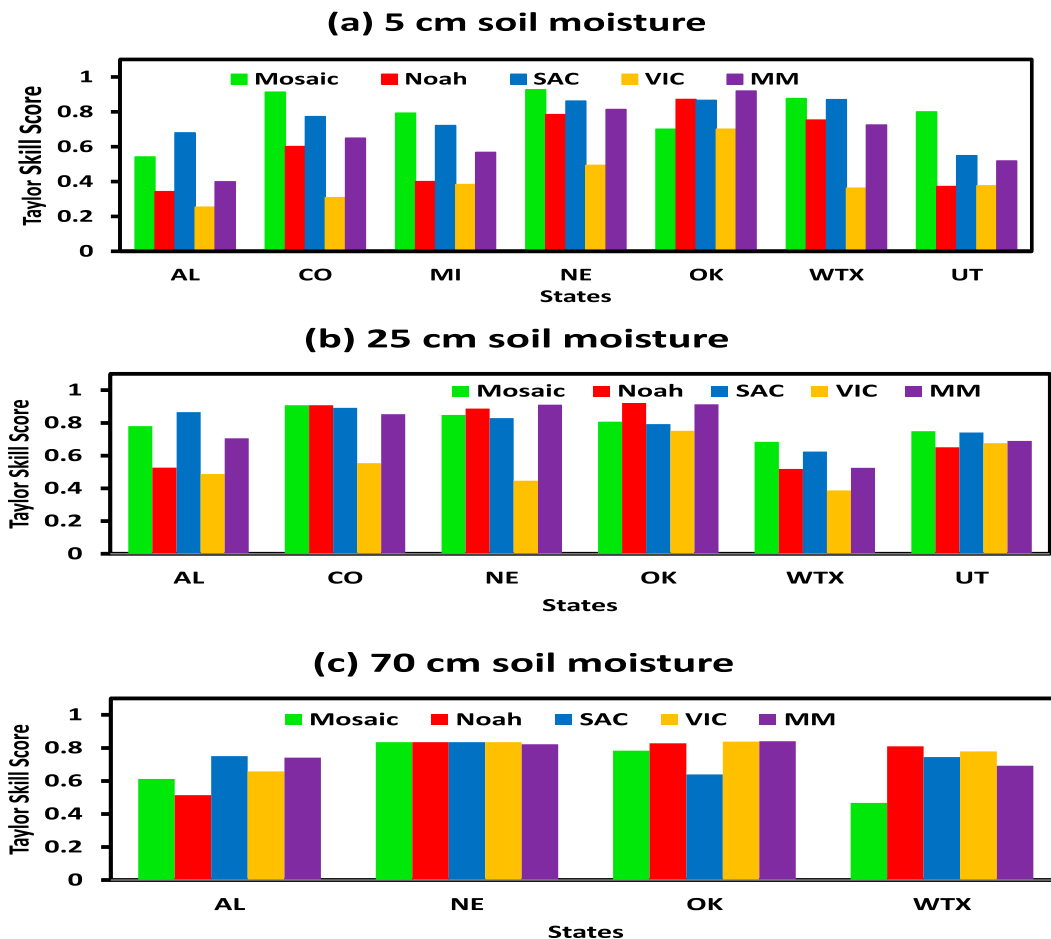 (a) 5 cm soil moisture
Mosaic Noah SAC VIC MM
Taylor Skill Score
1
0.8
0.6
0.4
0.2
0
AL CO MI NE OK WTX UT
States
(b) 25 cm soil moisture
Mosaic Noah SAC VIC MM
Taylor Skill Score
1
0.8
0.6
0.4
0.2
0
AL CO NE OK WTX UT
States
(c) 70 cm soil moisture
Mosaic Noah SAC VIC MM
Taylor Skill Score
1
0.8
0.6
0.4
0.2
0
AL NE OK WTX
States